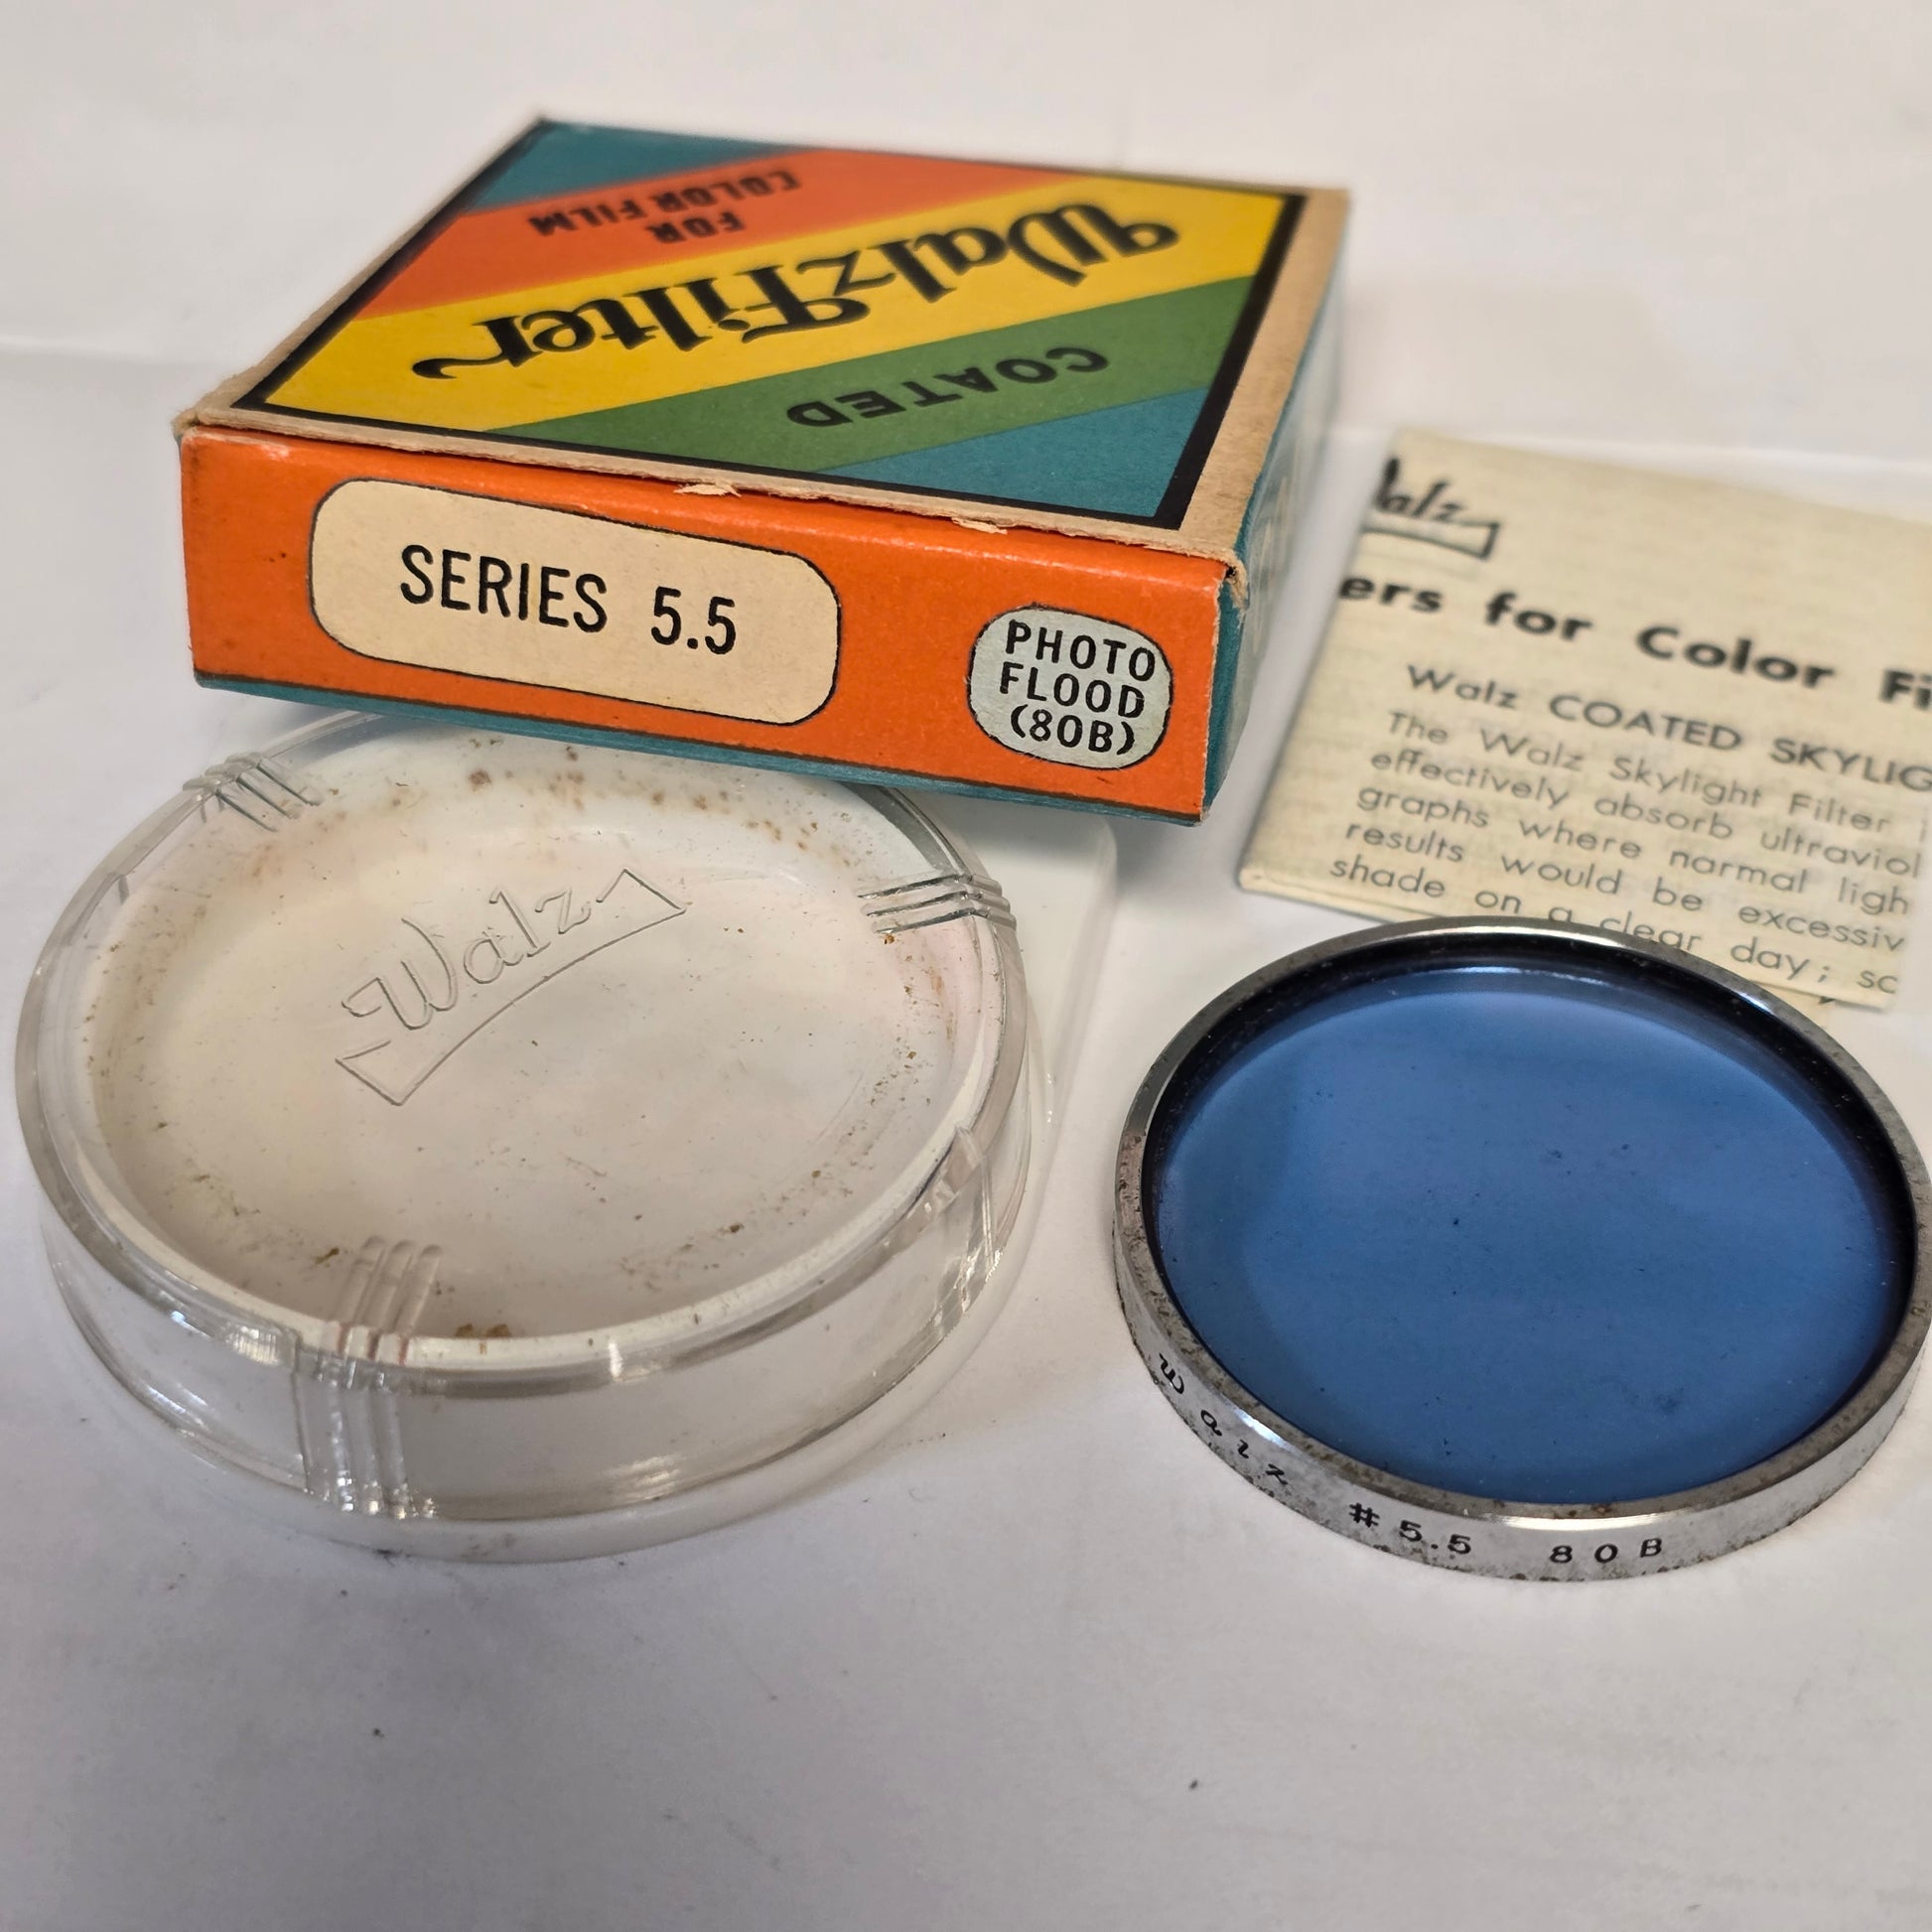 COATED
Walz Filter
FOR
COLOR FILM
SERIES 5.5
PHOTO
FLOOD
(80B)
Walz
ers for Color Fi
Walz COATED SKYLIG
The Walz Skylight Filter
effectively absorb ultraviol
graphs where normal ligh
results would be excessiv
shade on a clear day; sc
Walz
Walz #5.5 80B